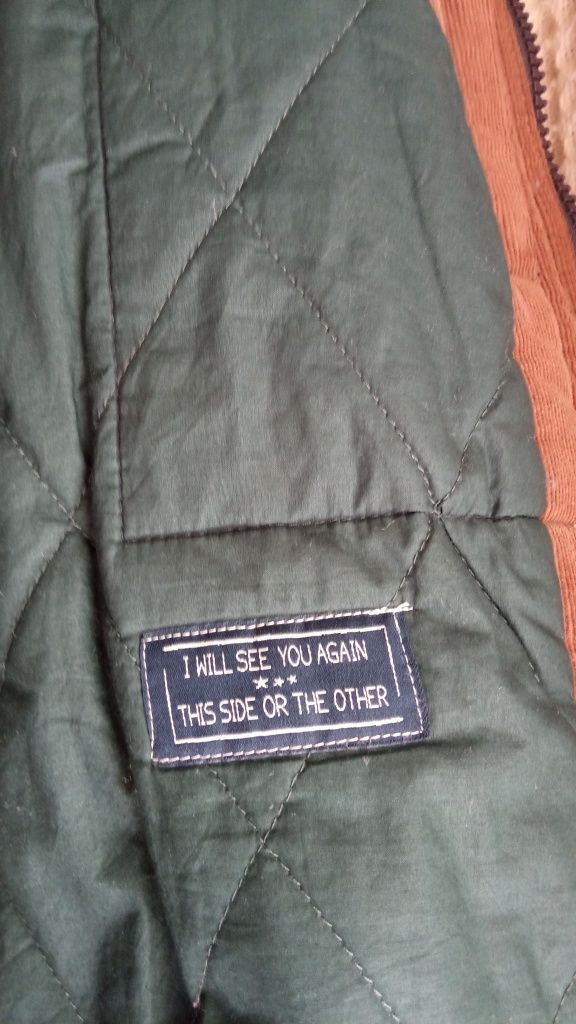 I WILL SEE YOU AGAIN
THIS SIDE OR THE OTHER